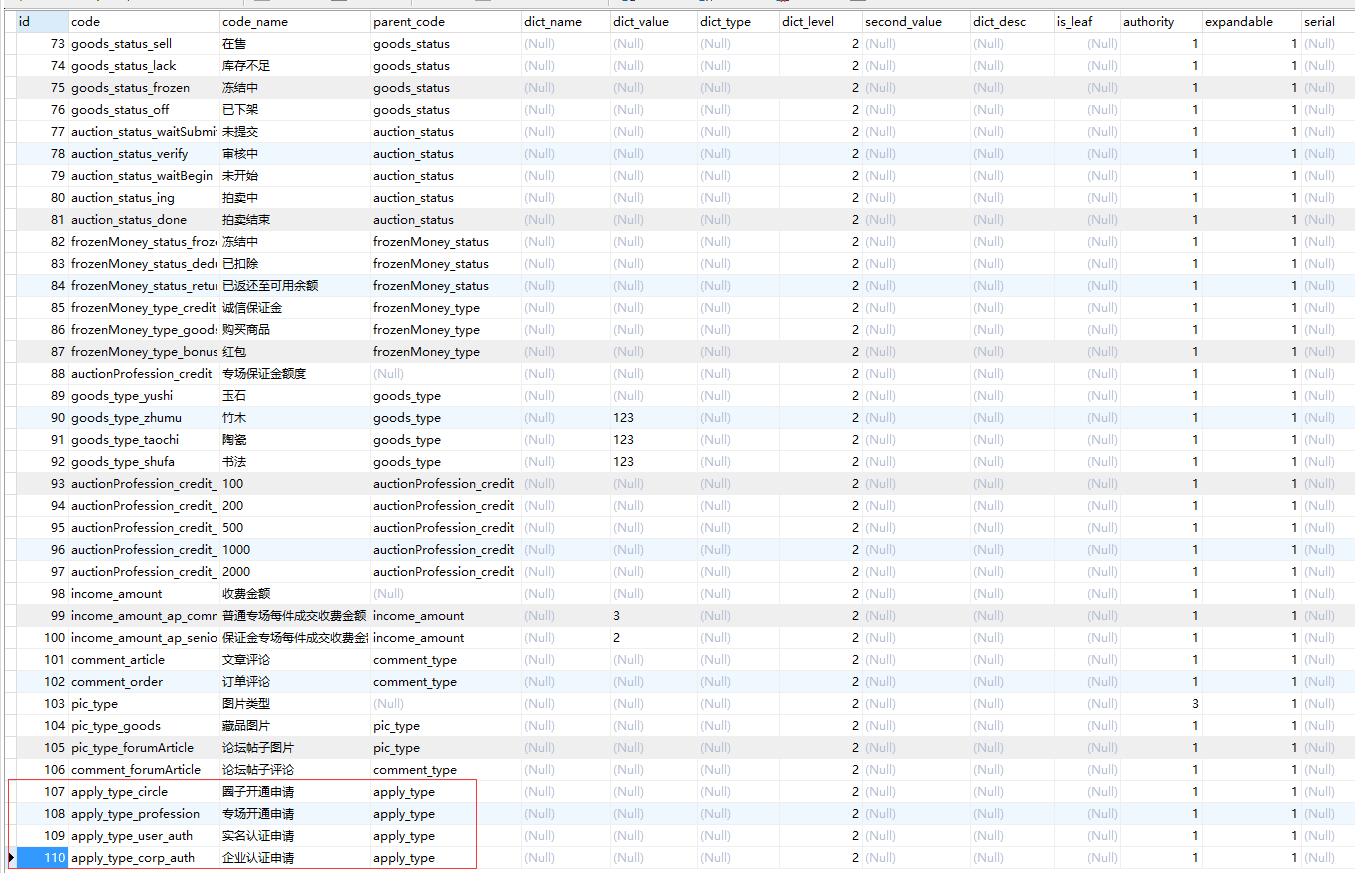 id code code_name parent_code dict_name dict_value dict_type dict_level second_value dict_desc is_leaf authority expandable serial
73 goods_status_sell 在售 goods_status (Null) (Null) (Null) 2 (Null) (Null) (Null) 1 1 (Null)
74 goods_status_lack 库存不足 goods_status (Null) (Null) (Null) 2 (Null) (Null) (Null) 1 1 (Null)
75 goods_status_frozen 冻结中 goods_status (Null) (Null) (Null) 2 (Null) (Null) (Null) 1 1 (Null)
76 goods_status_off 已下架 goods_status (Null) (Null) (Null) 2 (Null) (Null) (Null) 1 1 (Null)
77 auction_status_waitSubmi 未提交 auction_status (Null) (Null) (Null) 2 (Null) (Null) (Null) 1 1 (Null)
78 auction_status_verify 审核中 auction_status (Null) (Null) (Null) 2 (Null) (Null) (Null) 1 1 (Null)
79 auction_status_waitBegin 未开始 auction_status (Null) (Null) (Null) 2 (Null) (Null) (Null) 1 1 (Null)
80 auction_status_ing 拍卖中 auction_status (Null) (Null) (Null) 2 (Null) (Null) (Null) 1 1 (Null)
81 auction_status_done 拍卖结束 auction_status (Null) (Null) (Null) 2 (Null) (Null) (Null) 1 1 (Null)
82 frozenMoney_status_froz 冻结中 frozenMoney_status (Null) (Null) (Null) 2 (Null) (Null) (Null) 1 1 (Null)
83 frozenMoney_status_dedu 已扣除 frozenMoney_status (Null) (Null) (Null) 2 (Null) (Null) (Null) 1 1 (Null)
84 frozenMoney_status_retur 已返还至可用余额 frozenMoney_status (Null) (Null) (Null) 2 (Null) (Null) (Null) 1 1 (Null)
85 frozenMoney_type_credit 诚信保证金 frozenMoney_type (Null) (Null) (Null) 2 (Null) (Null) (Null) 1 1 (Null)
86 frozenMoney_type_goods 购买商品 frozenMoney_type (Null) (Null) (Null) 2 (Null) (Null) (Null) 1 1 (Null)
87 frozenMoney_type_bonus 红包 frozenMoney_type (Null) (Null) (Null) 2 (Null) (Null) (Null) 1 1 (Null)
88 auctionProfession_credit 专场保证金额度 (Null) (Null) (Null) (Null) 2 (Null) (Null) (Null) 1 1 (Null)
89 goods_type_yushi 玉石 goods_type (Null) (Null) (Null) 2 (Null) (Null) (Null) 1 1 (Null)
90 goods_type_zhumu 竹木 goods_type (Null) 123 (Null) 2 (Null) (Null) (Null) 1 1 (Null)
91 goods_type_taochi 陶瓷 goods_type (Null) 123 (Null) 2 (Null) (Null) (Null) 1 1 (Null)
92 goods_type_shufa 书法 goods_type (Null) 123 (Null) 2 (Null) (Null) (Null) 1 1 (Null)
93 auctionProfession_credit_ 100 auctionProfession_credit (Null) (Null) (Null) 2 (Null) (Null) (Null) 1 1 (Null)
94 auctionProfession_credit_ 200 auctionProfession_credit (Null) (Null) (Null) 2 (Null) (Null) (Null) 1 1 (Null)
95 auctionProfession_credit_ 500 auctionProfession_credit (Null) (Null) (Null) 2 (Null) (Null) (Null) 1 1 (Null)
96 auctionProfession_credit_ 1000 auctionProfession_credit (Null) (Null) (Null) 2 (Null) (Null) (Null) 1 1 (Null)
97 auctionProfession_credit_ 2000 auctionProfession_credit (Null) (Null) (Null) 2 (Null) (Null) (Null) 1 1 (Null)
98 income_amount 收费金额 (Null) (Null) (Null) (Null) 2 (Null) (Null) (Null) 1 1 (Null)
99 income_amount_ap_comm 普通专场每件成交收费金额 income_amount (Null) 3 (Null) 2 (Null) (Null) (Null) 1 1 (Null)
100 income_amount_ap_senio 保证金专场每件成交收费金 income_amount (Null) 2 (Null) 2 (Null) (Null) (Null) 1 1 (Null)
101 comment_article 文章评论 comment_type (Null) (Null) (Null) 2 (Null) (Null) (Null) 1 1 (Null)
102 comment_order 订单评论 comment_type (Null) (Null) (Null) 2 (Null) (Null) (Null) 1 1 (Null)
103 pic_type 图片类型 (Null) (Null) (Null) (Null) 2 (Null) (Null) (Null) 3 1 (Null)
104 pic_type_goods 藏品图片 pic_type (Null) (Null) (Null) 2 (Null) (Null) (Null) 1 1 (Null)
105 pic_type_forumArticle 论坛帖子图片 pic_type (Null) (Null) (Null) 2 (Null) (Null) (Null) 1 1 (Null)
106 comment_forumArticle 论坛帖子评论 comment_type (Null) (Null) (Null) 2 (Null) (Null) (Null) 1 1 (Null)
107 apply_type_circle 圈子开通申请 apply_type (Null) (Null) (Null) 2 (Null) (Null) (Null) 1 1 (Null)
108 apply_type_profession 专场开通申请 apply_type (Null) (Null) (Null) 2 (Null) (Null) (Null) 1 1 (Null)
109 apply_type_user_auth 实名认证申请 apply_type (Null) (Null) (Null) 2 (Null) (Null) (Null) 1 1 (Null)
110 apply_type_corp_auth 企业认证申请 apply_type (Null) (Null) (Null) 2 (Null) (Null) (Null) 1 1 (Null)